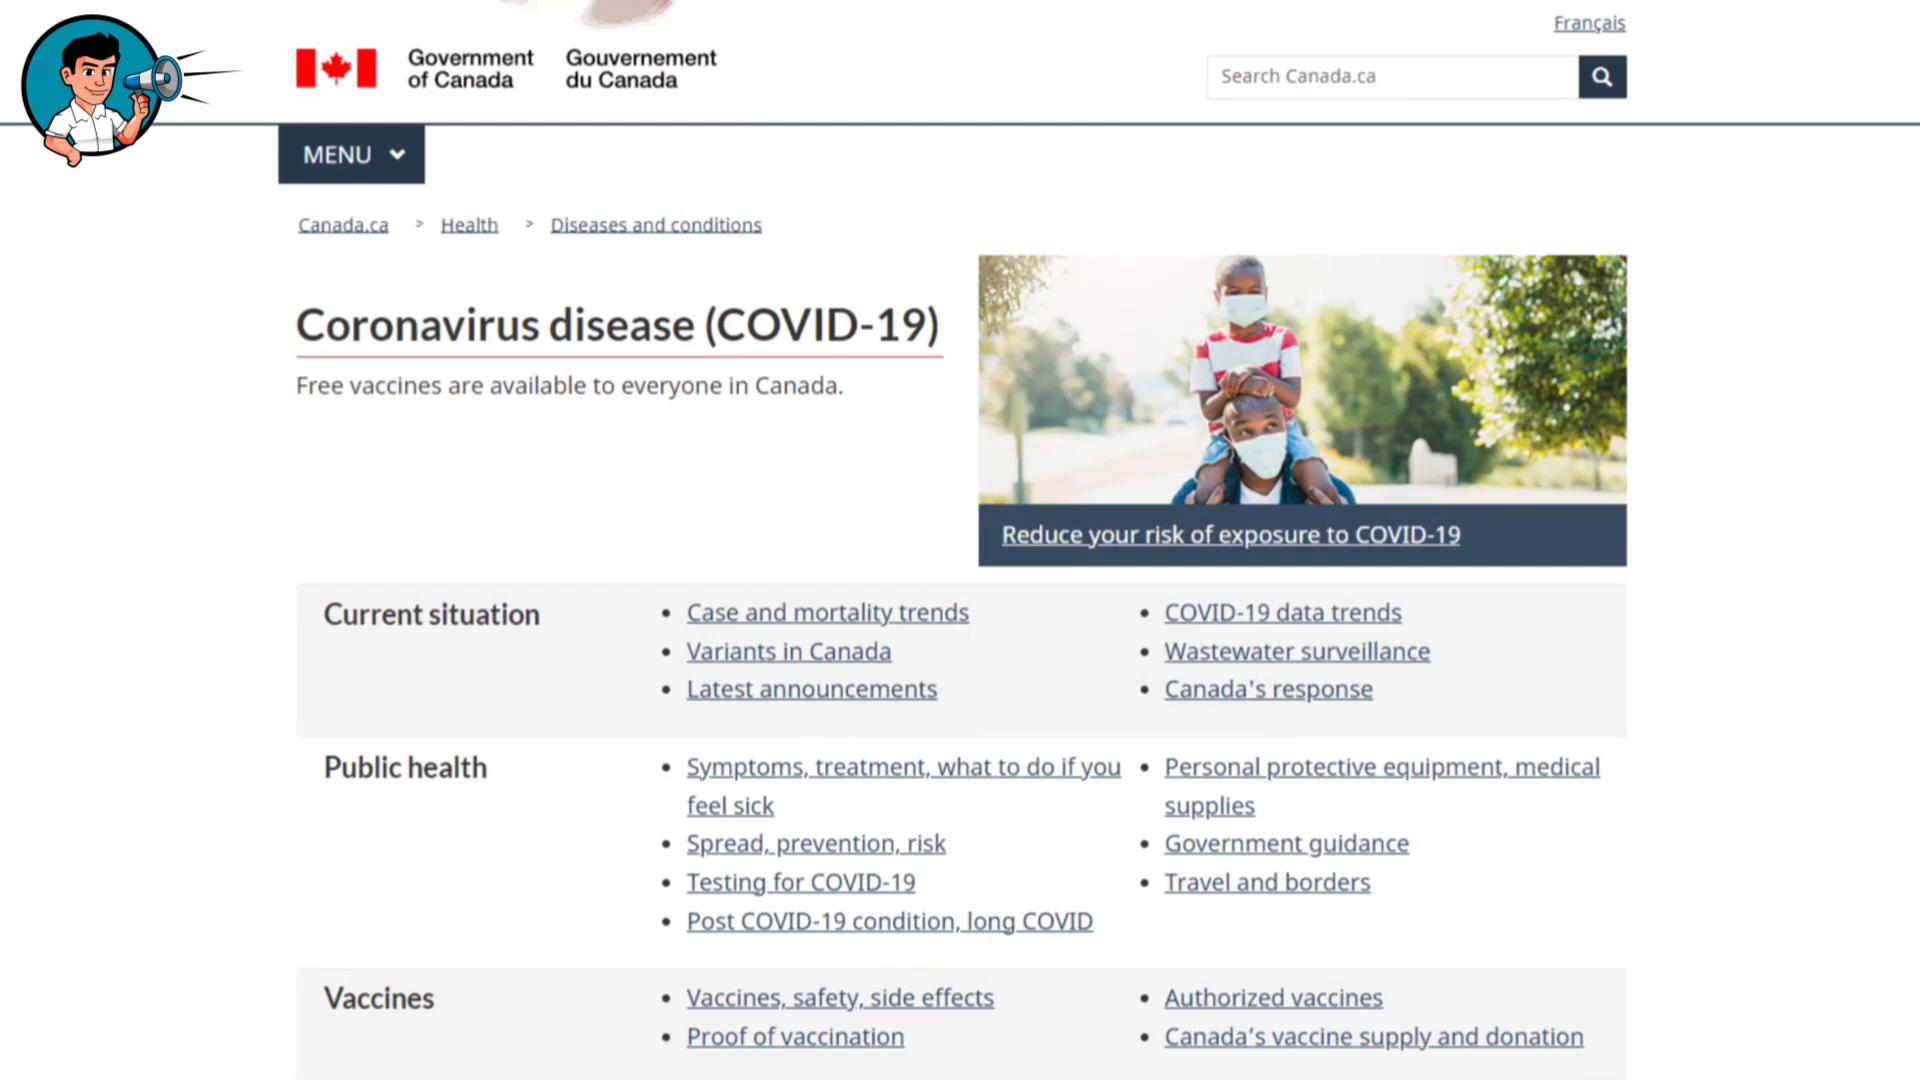 Français
Government
of Canada
Gouvernement
du Canada
Search Canada.ca
MENU
Canada.ca > Health > Diseases and conditions
Coronavirus disease (COVID-19)
Free vaccines are available to everyone in Canada.
Reduce your risk of exposure to COVID-19
Current situation
• Case and mortality trends
• Variants in Canada
• Latest announcements
• COVID-19 data trends
• Wastewater surveillance
• Canada's response
Public health
• Symptoms, treatment, what to do if you
feel sick
• Spread, prevention, risk
• Testing for COVID-19
• Post COVID-19 condition, long COVID
• Personal protective equipment, medical
supplies
• Government guidance
• Travel and borders
Vaccines
• Vaccines, safety, side effects
• Proof of vaccination
• Authorized vaccines
• Canada’s vaccine supply and donation